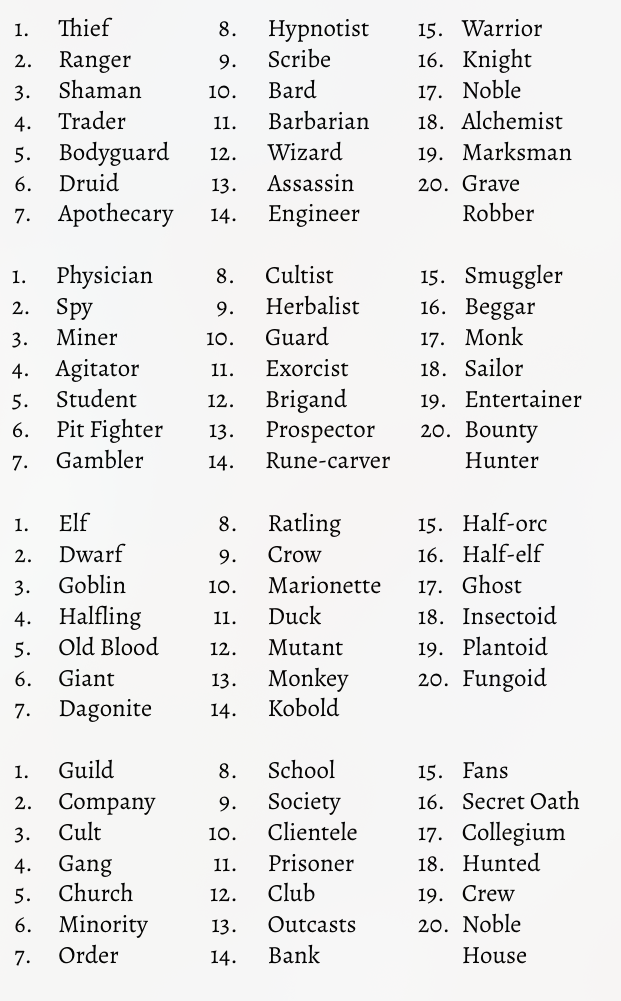 1. Thief
2. Ranger
3. Shaman
4. Trader
5. Bodyguard
6. Druid
7. Apothecary
8. Hypnotist
9. Scribe
10. Bard
11. Barbarian
12. Wizard
13. Assassin
14. Engineer
15. Warrior
16. Knight
17. Noble
18. Alchemist
19. Marksman
20. Grave
Robber
1. Physician
2. Spy
3. Miner
4. Agitator
5. Student
6. Pit Fighter
7. Gambler
8. Cultist
9. Herbalist
10. Guard
11. Exorcist
12. Brigand
13. Prospector
14. Rune-carver
15. Smuggler
16. Beggar
17. Monk
18. Sailor
19. Entertainer
20. Bounty
Hunter
1. Elf
2. Dwarf
3. Goblin
4. Halfling
5. Old Blood
6. Giant
7. Dagonite
8. Ratling
9. Crow
10. Marionette
11. Duck
12. Mutant
13. Monkey
14. Kobold
15. Half-orc
16. Half-elf
17. Ghost
18. Insectoid
19. Plantoid
20. Fungoid
1. Guild
2. Company
3. Cult
4. Gang
5. Church
6. Minority
7. Order
8. School
9. Society
10. Clientele
11. Prisoner
12. Club
13. Outcasts
14. Bank
15. Fans
16. Secret Oath
17. Collegium
18. Hunted
19. Crew
20. Noble
House